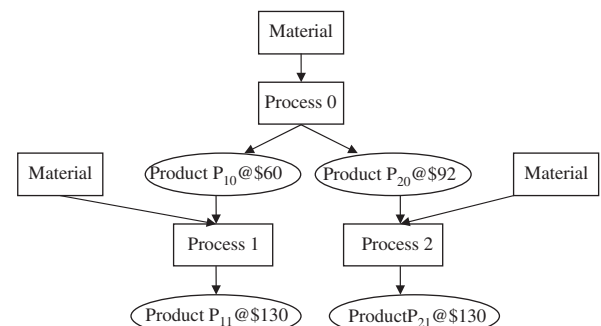 Material
Process 0
Material
Product P₁₀@$60
Product P₂₀@$92
Material
Process 1
Process 2
Product P₁₁@$130
ProductP₂₁@$130